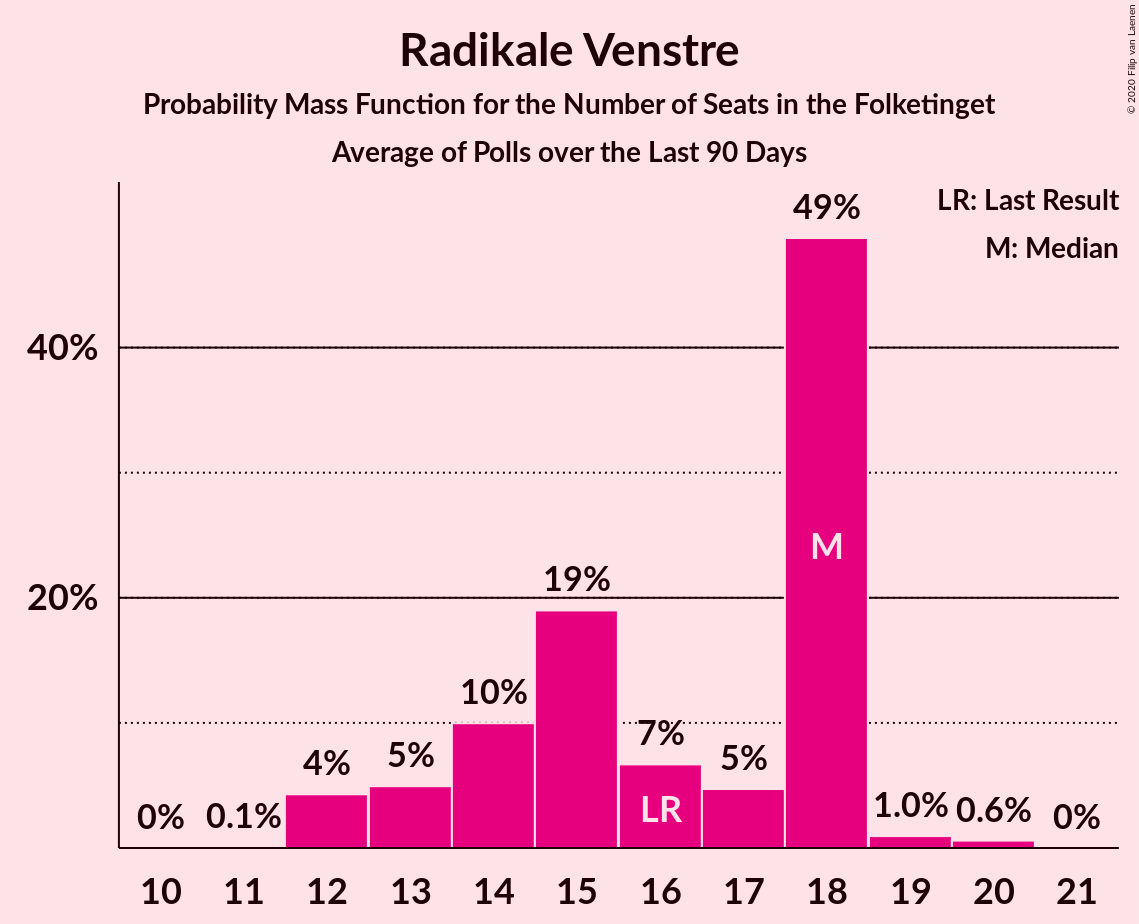 Radikale Venstre
Probability Mass Function for the Number of Seats in the Folketinget
Average of Polls over the Last 90 Days
© 2020 Filip van Laenen
LR: Last Result
M: Median
40%
20%
0%
0.1%
4%
5%
10%
19%
7%
5%
49%
1.0%
0.6%
0%
LR
M
10 11 12 13 14 15 16 17 18 19 20 21